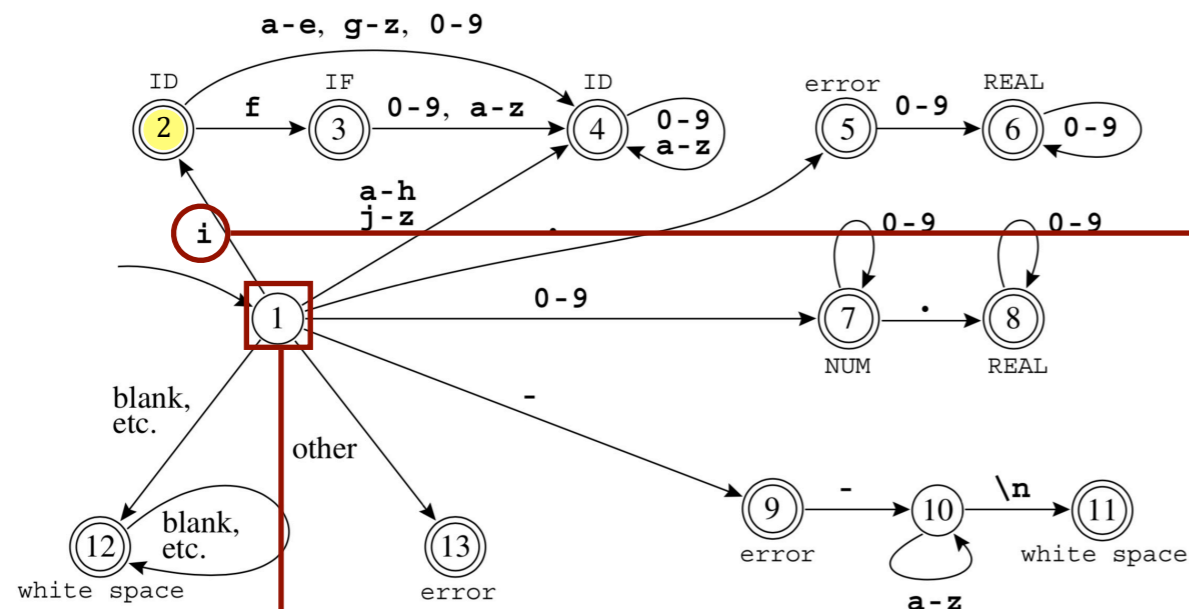 a-e, g-z, 0-9
ID IF ID error REAL
f 0-9, a-z 0-9
2 3 4 0-9 5 6 0-9
a-z
a-h
j-z
i . 0-9 0-9
0-9
1 7 . 8
NUM REAL
blank, -
etc.
other
9 - 10 \n 11
12 blank, 13
etc. error white space
white space error
a-z